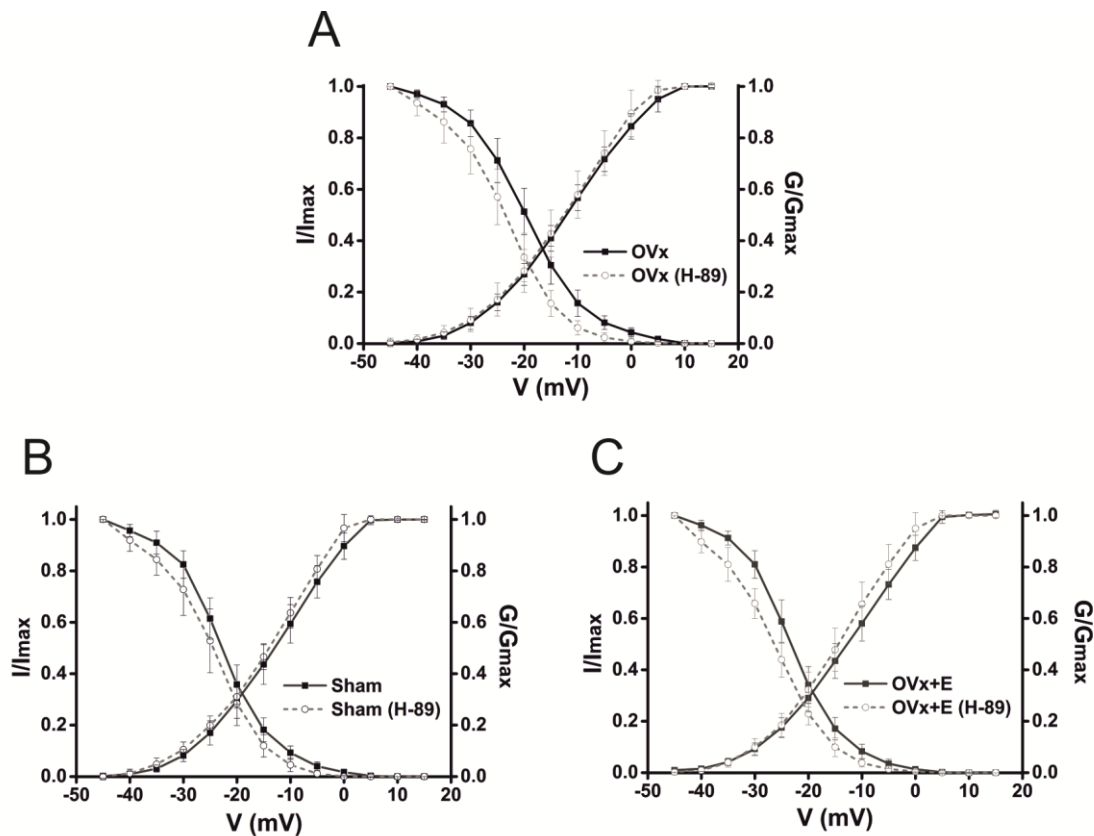 A
1.0 1.0
0.8 0.8
0.6 0.6
0.4 0.4
0.2 0.2
0.0 0.0
I/Imax
G/Gmax
OVx
OVx (H-89)
-50 -40 -30 -20 -10 0 10 20
V (mV)
B
1.0 1.0
0.8 0.8
0.6 0.6
0.4 0.4
0.2 0.2
0.0 0.0
I/Imax
G/Gmax
Sham
Sham (H-89)
-50 -40 -30 -20 -10 0 10 20
V (mV)
C
1.0 1.0
0.8 0.8
0.6 0.6
0.4 0.4
0.2 0.2
0.0 0.0
I/Imax
G/Gmax
OVx+E
OVx+E (H-89)
-50 -40 -30 -20 -10 0 10 20
V (mV)